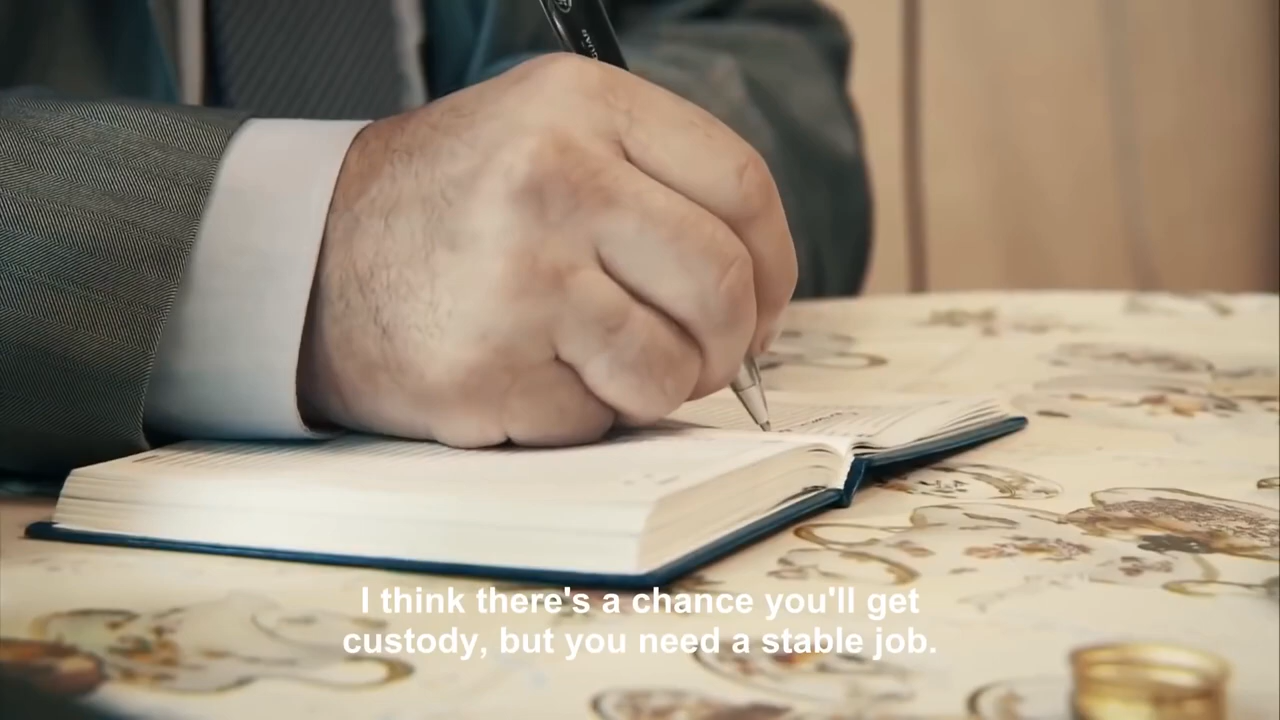 I think there's a chance you'll get
custody, but you need a stable job.